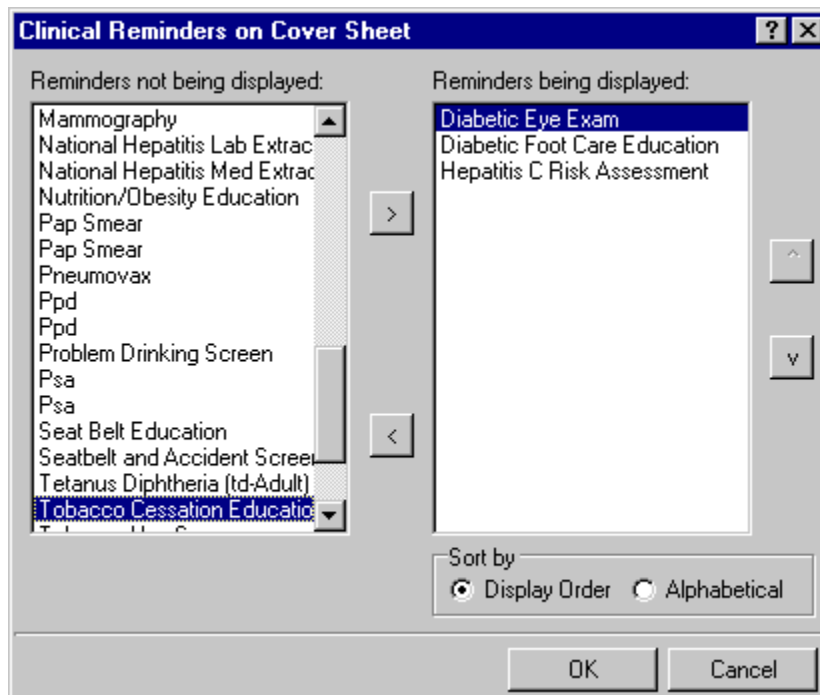 Clinical Reminders on Cover Sheet
Reminders not being displayed:
Mammography
National Hepatitis Lab Extrac
National Hepatitis Med Extrac
Nutrition/Obesity Education
Pap Smear
Pap Smear
Pneumovax
Ppd
Ppd
Problem Drinking Screen
Psa
Psa
Seat Belt Education
Seatbelt and Accident Screen
Tetanus Diphtheria (td-Adult)
Tobacco Cessation Educatio
>
<
Reminders being displayed:
Diabetic Eye Exam
Diabetic Foot Care Education
Hepatitis C Risk Assessment
^
v
Sort by
Display Order Alphabetical
OK Cancel